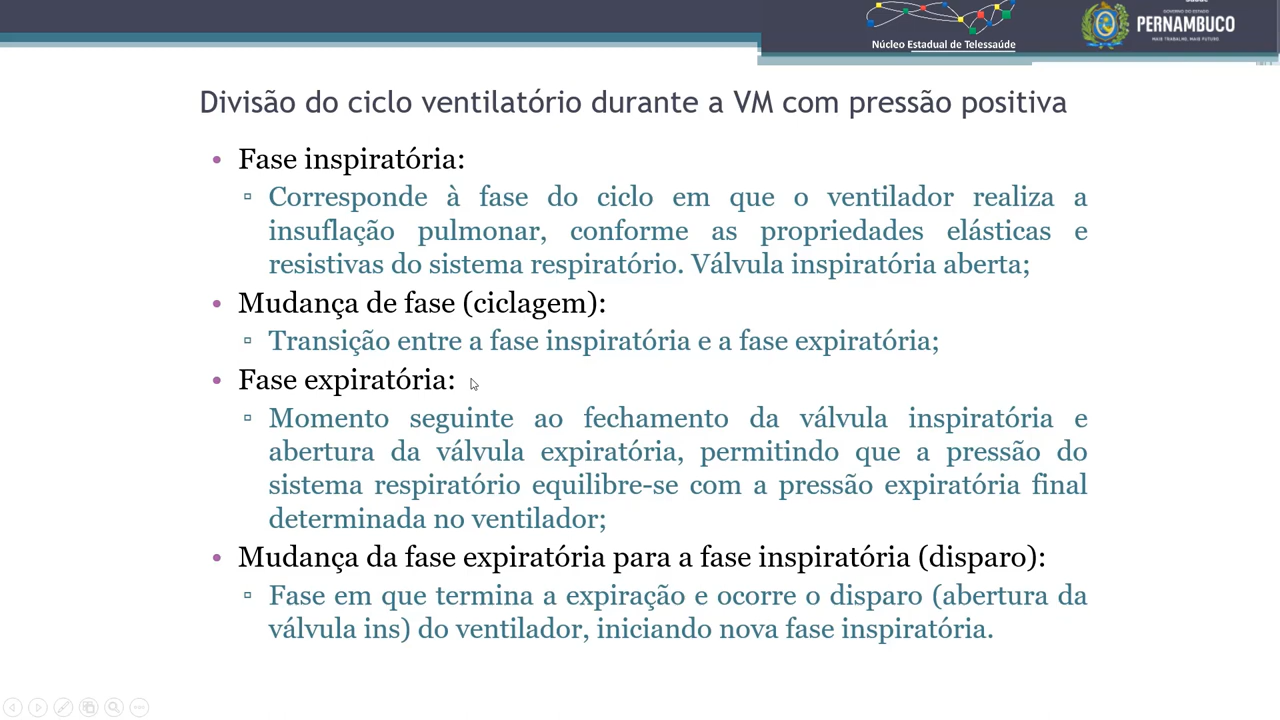 Saúde
GOVERNO DO ESTADO
PERNAMBUCO
MAIS TRABALHO, MAIS FUTURO
Núcleo Estadual de Telessaúde
Divisão do ciclo ventilatório durante a VM com pressão positiva
• Fase inspiratória:
▫ Corresponde à fase do ciclo em que o ventilador realiza a
insuflação pulmonar, conforme as propriedades elásticas e
resistivas do sistema respiratório. Válvula inspiratória aberta;
• Mudança de fase (ciclagem):
▫ Transição entre a fase inspiratória e a fase expiratória;
• Fase expiratória:
▫ Momento seguinte ao fechamento da válvula inspiratória e
abertura da válvula expiratória, permitindo que a pressão do
sistema respiratório equilibre-se com a pressão expiratória final
determinada no ventilador;
• Mudança da fase expiratória para a fase inspiratória (disparo):
▫ Fase em que termina a expiração e ocorre o disparo (abertura da
válvula ins) do ventilador, iniciando nova fase inspiratória.